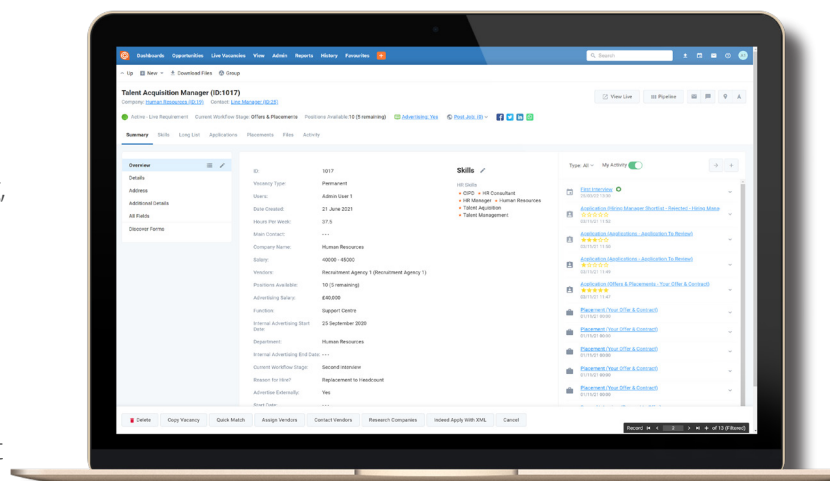 Dashboards Opportunities Live Vacancies View Admin Reports History Favourites
Search
Up New Download Files Group
Talent Acquisition Manager (ID:1017)
Company: Human Resources (ID:19) Contact: Line Manager (ID:25)
View Live Pipeline
Active - Live Requirement Current Workflow Stage: Offers & Placements Positions Available:10 (5 remaining) Advertising: Yes Post Job: (0)
Summary Skills Long List Applications Placements Files Activity
Overview
Details
Address
Additional Details
All Fields
Discover Forms
ID 1017
Vacancy Type Permanent
Users: Admin User 1
Date Created: 21 June 2021
Hours Per Week: 37.5
Main Contact: ---
Company Name: Human Resources
Salary 40000 - 45000
Vendors: Recruitment Agency 1 (Recruitment Agency 1)
Positions Available: 10 (5 remaining)
Advertising Salary: £40,000
Function: Support Centre
Internal Advertising Start Date: 25 September 2020
Department: Human Resources
Internal Advertising End Date: ---
Current Workflow Stage: Second Interview
Reason for Hire? Replacement to Headcount
Advertise Externally: Yes
Start Date: ---
Skills
HR Skills
CIPD HR Consultant
HR Manager Human Resources
Talent Aquisition
Talent Management
Type: All My Activity
First Interview
Application (Hiring Manager Shortlist - Rejected - Hiring Mana
Application (Applications - Application To Review)
Application (Applications - Application To Review)
Application (Offers & Placements - Your Offer & Contract)
Placement (Your Offer & Contract)
Placement (Your Offer & Contract)
Placement (Your Offer & Contract)
Placement (Your Offer & Contract)
Placement (Your Offer & Contract)
Delete Copy Vacancy Quick Match Assign Vendors Contact Vendors Research Companies Indeed Apply With XML Cancel
Record of 13 (Filtered)